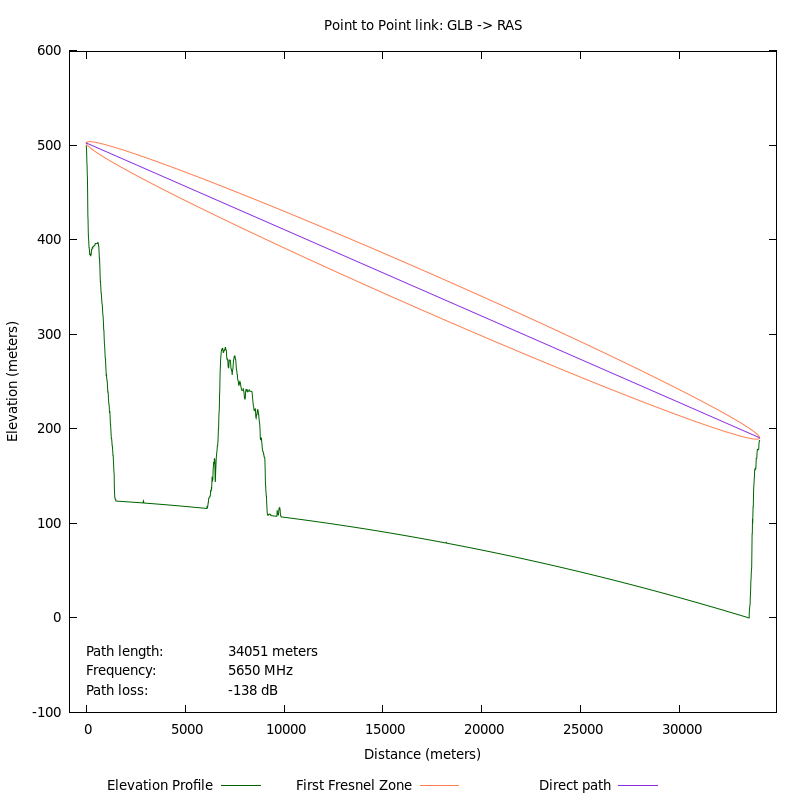 Point to Point link: GLB -> RAS
600
500
400
300
200
100
0
-100
Elevation (meters)
Path length: 34051 meters
Frequency: 5650 MHz
Path loss: -138 dB
0 5000 10000 15000 20000 25000 30000
Distance (meters)
Elevation Profile First Fresnel Zone Direct path